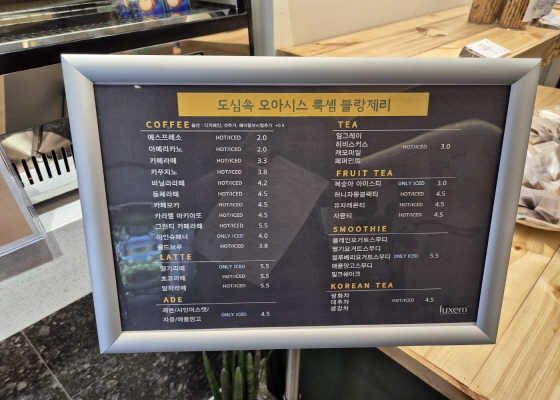 도심속 오아시스 룩셈 블랑제리
COFFEE
에스프레소 HOT/ICED 2.0
아메리카노 HOT/ICED 2.0
카페라떼 HOT/ICED 3.3
카푸치노 HOT/ICED 3.8
바닐라라떼 HOT/ICED 4.2
돌체라떼 HOT/ICED 4.5
카페모카 HOT/ICED 4.5
카라멜 마키아또 HOT/ICED 4.5
그린티 카페라떼 HOT/ICED 5.5
아인슈페너 ONLY ICED 4.0
콜드브루 HOT/ICED 3.8
LATTE
딸기라떼 ONLY ICED 5.5
초코라떼 HOT/ICED 5.5
말차라떼 HOT/ICED 5.5
ADE
레몬/샤인머스캣/
자몽/애플망고 ONLY ICED 4.5
TEA
얼그레이
히비스커스
캐모마일 HOT/ICED 3.0
페퍼민트
FRUIT TEA
복숭아 아이스티 ONLY ICED 3.0
허니자몽블랙티 HOT/ICED 4.5
유자레몬티 HOT/ICED 4.5
자몽티 HOT/ICED 4.5
SMOOTHIE
플레인요거트스무디
딸기요거트스무디
블루베리요거트스무디 ONLY ICED 5.5
애플망고스무디
밀크쉐이크
KOREAN TEA
쌍화차
대추차 HOT/ICED 4.5
생강차
luxem